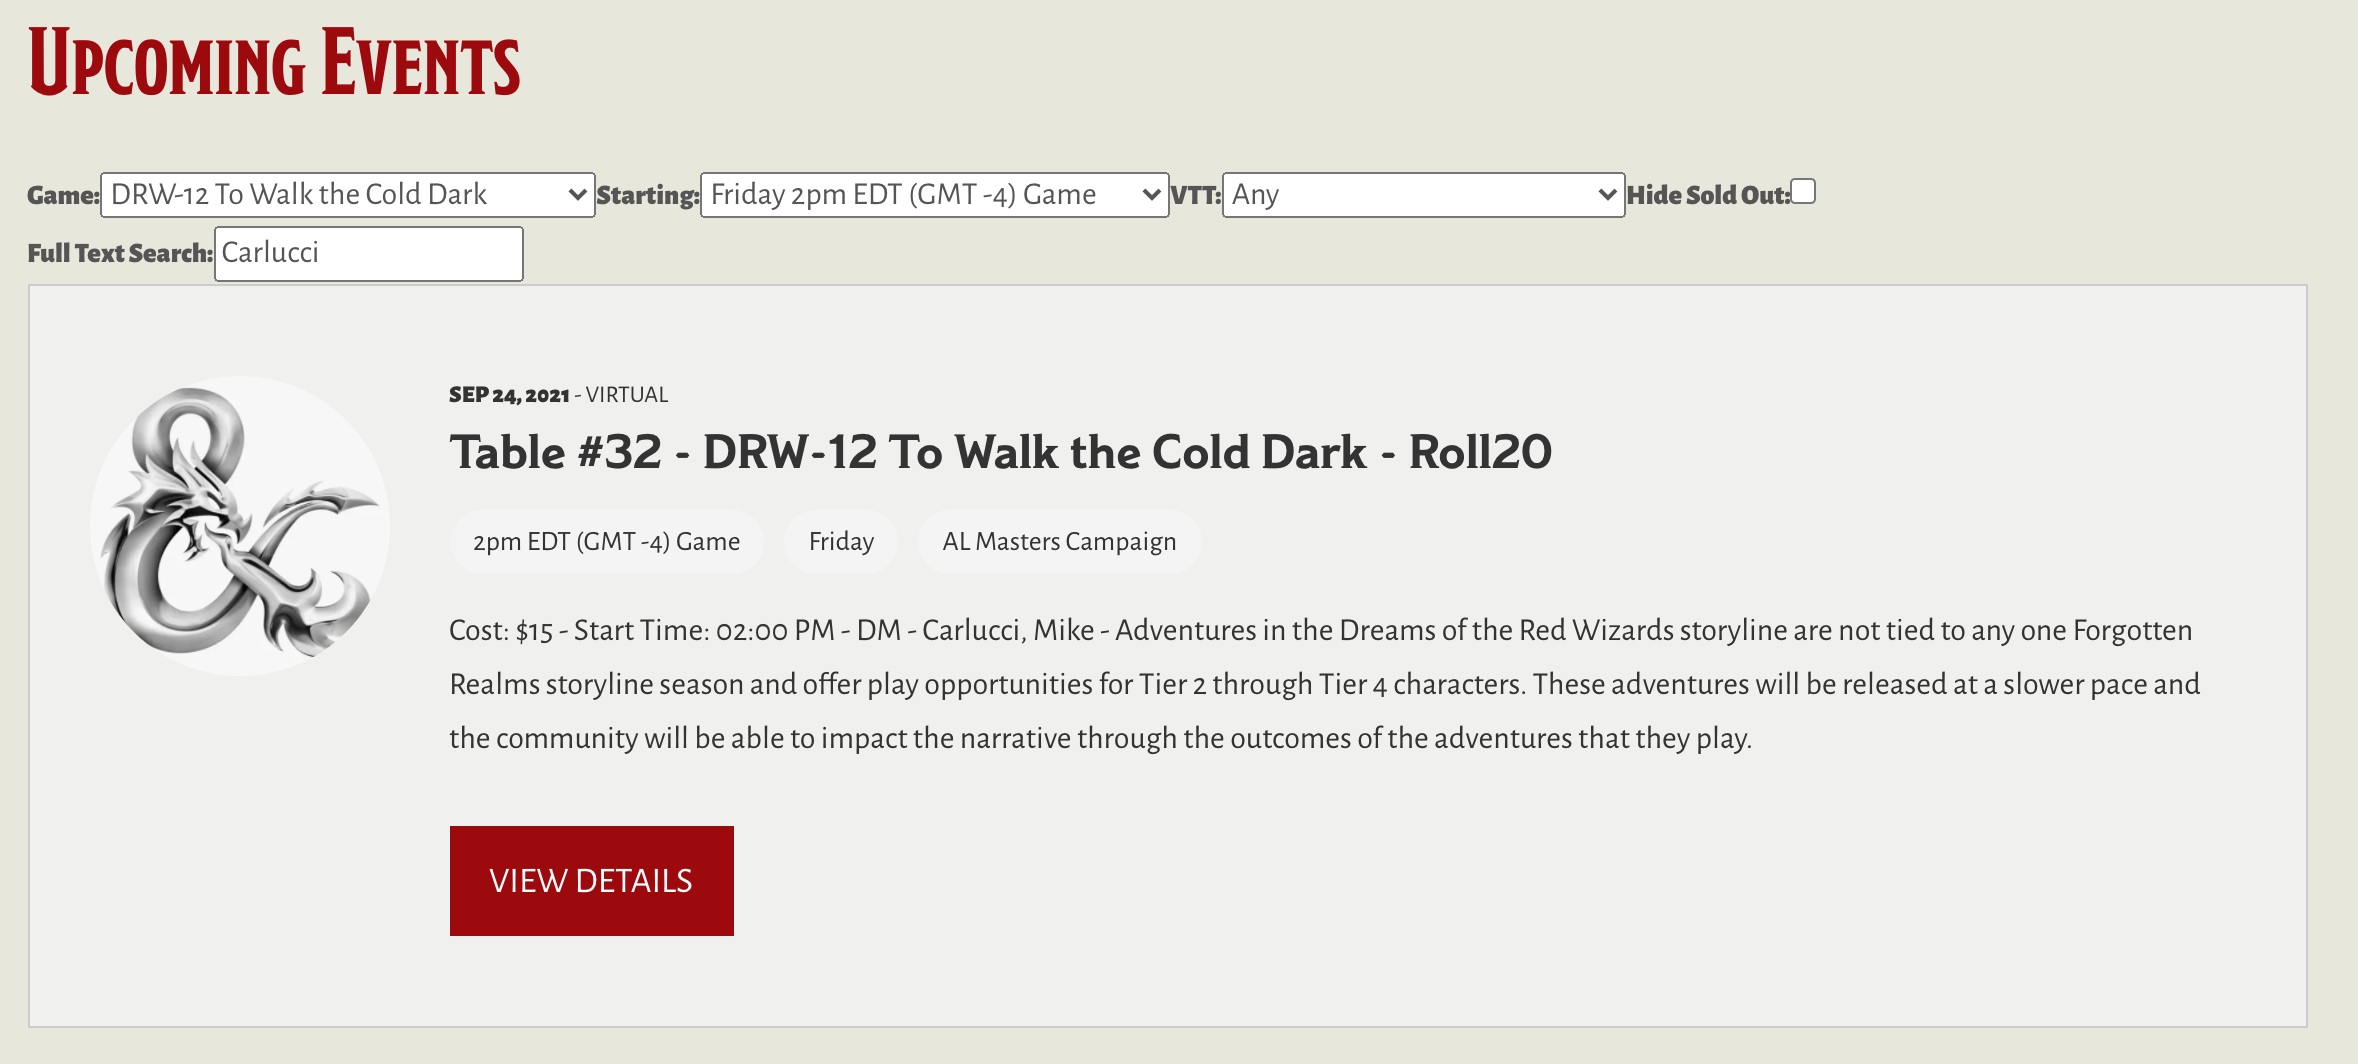 Upcoming Events
Game: DRW-12 To Walk the Cold Dark Starting: Friday 2pm EDT (GMT -4) Game VTT: Any Hide Sold Out:
Full Text Search: Carlucci
SEP 24, 2021 - VIRTUAL
Table #32 - DRW-12 To Walk the Cold Dark - Roll20
2pm EDT (GMT -4) Game Friday AL Masters Campaign
Cost: $15 - Start Time: 02:00 PM - DM - Carlucci, Mike - Adventures in the Dreams of the Red Wizards storyline are not tied to any one Forgotten
Realms storyline season and offer play opportunities for Tier 2 through Tier 4 characters. These adventures will be released at a slower pace and
the community will be able to impact the narrative through the outcomes of the adventures that they play.
VIEW DETAILS